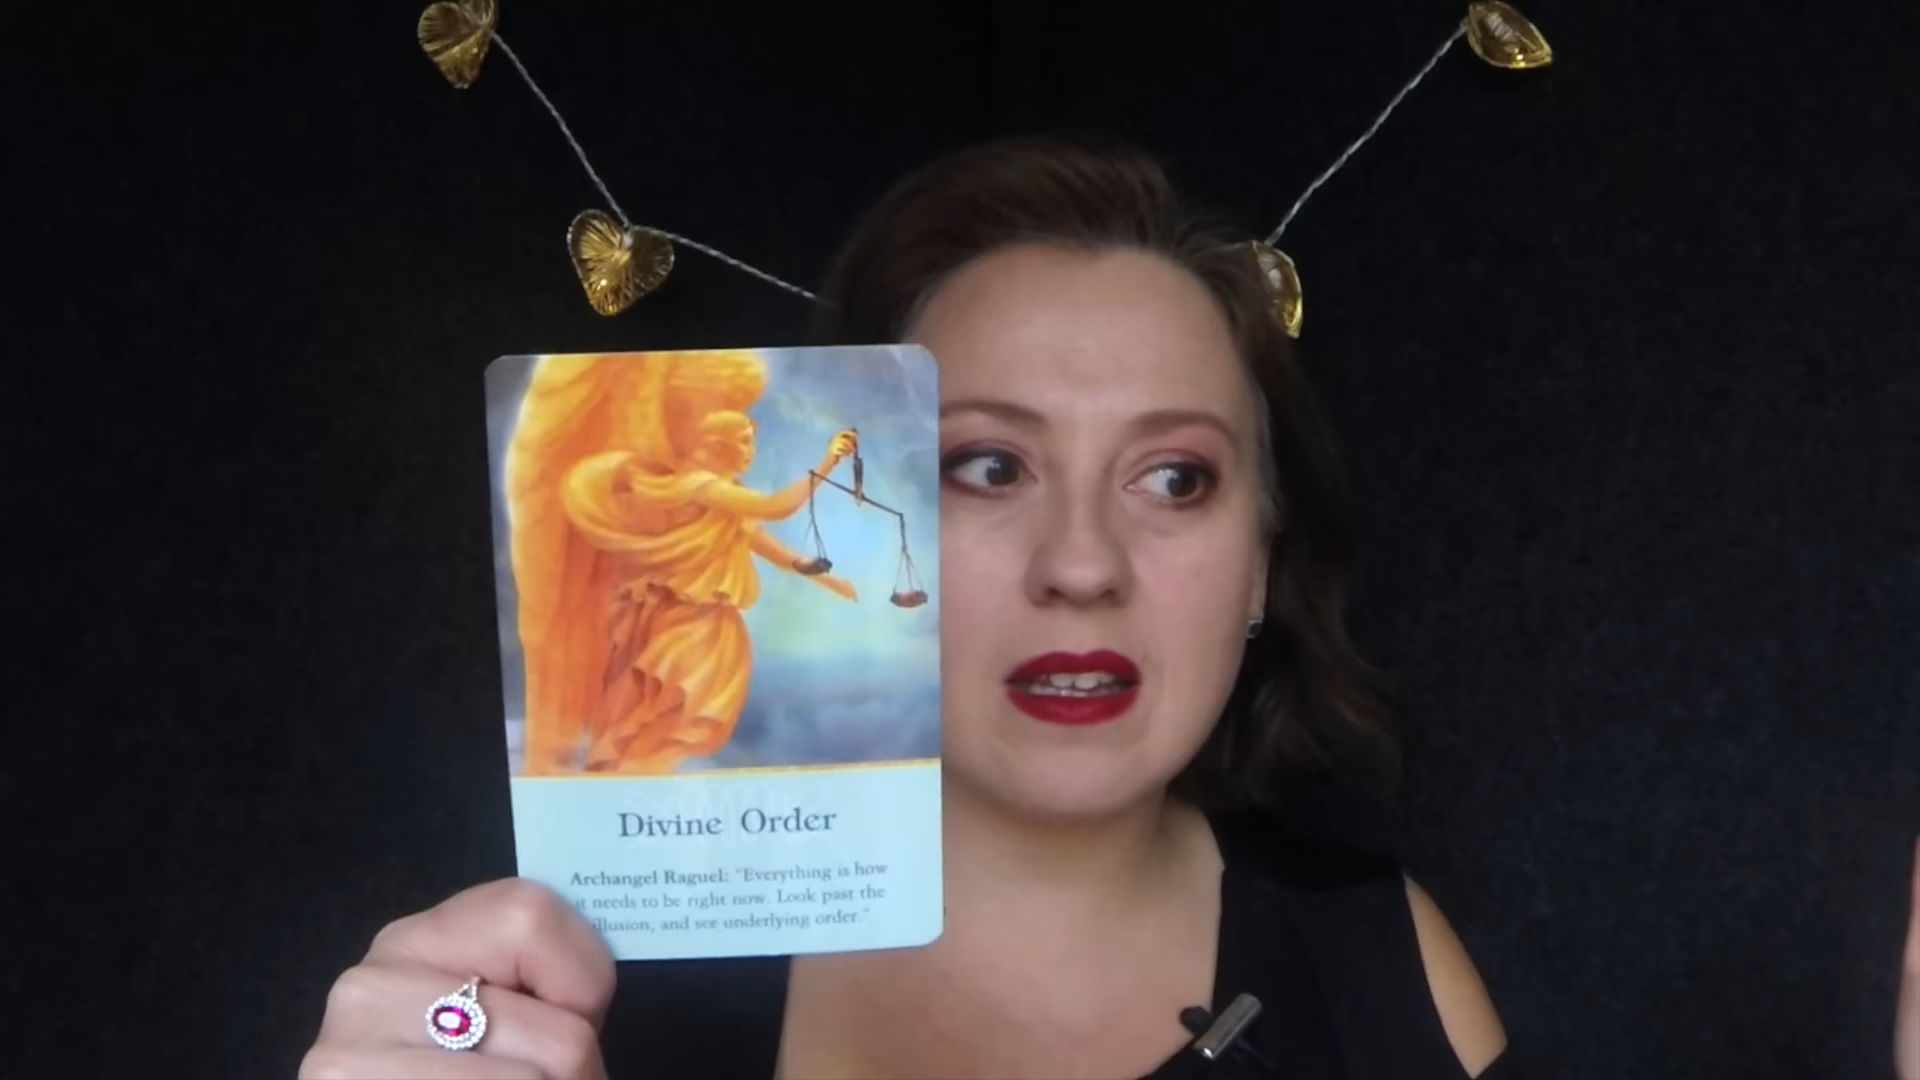 Divine Order
Archangel Raguel: "Everything is how
it needs to be right now. Look past the
illusion, and see underlying order."